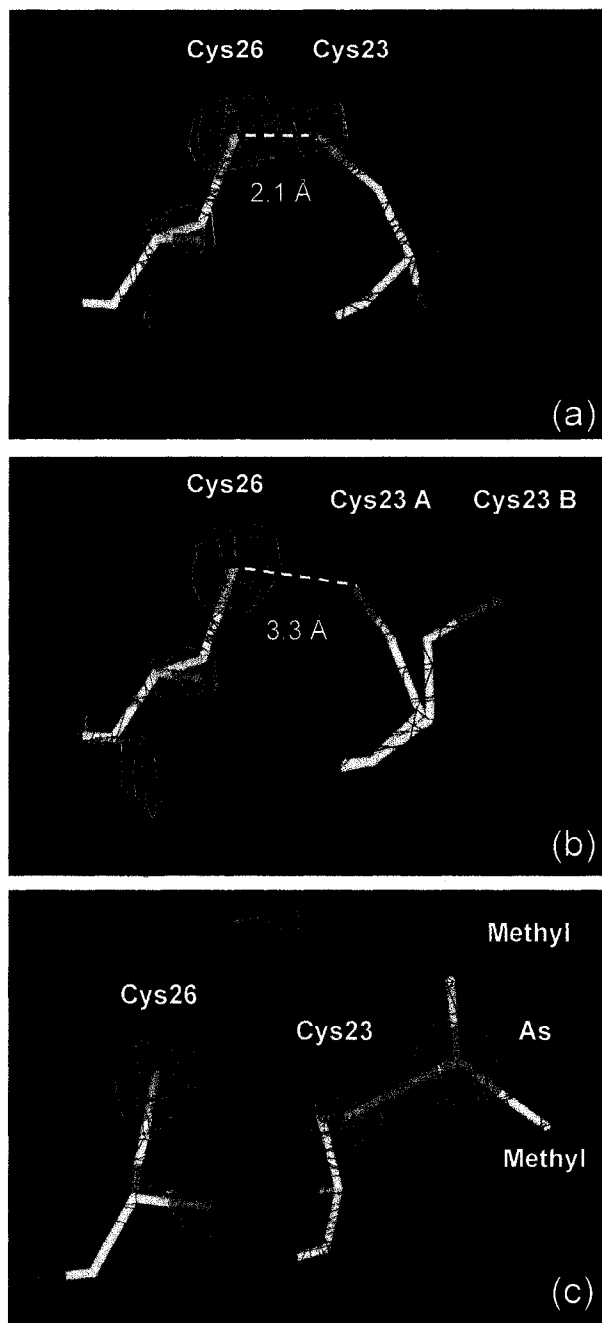 Cys26 Cys23
2.1 Å
(a)
Cys26 Cys23 A Cys23 B
3.3 Å
(b)
Methyl
Cys26 Cys23 As
Methyl
(c)